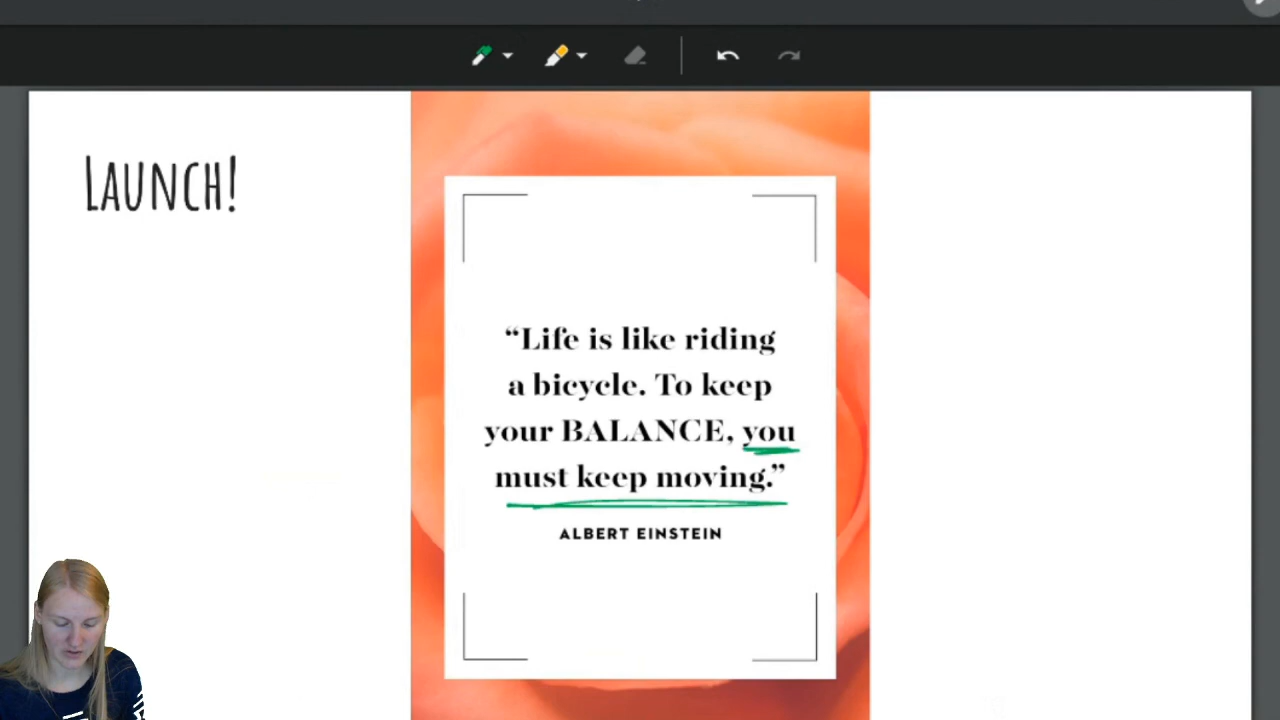 LAUNCH!
“Life is like riding
a bicycle. To keep
your BALANCE, you
must keep moving.”
ALBERT EINSTEIN